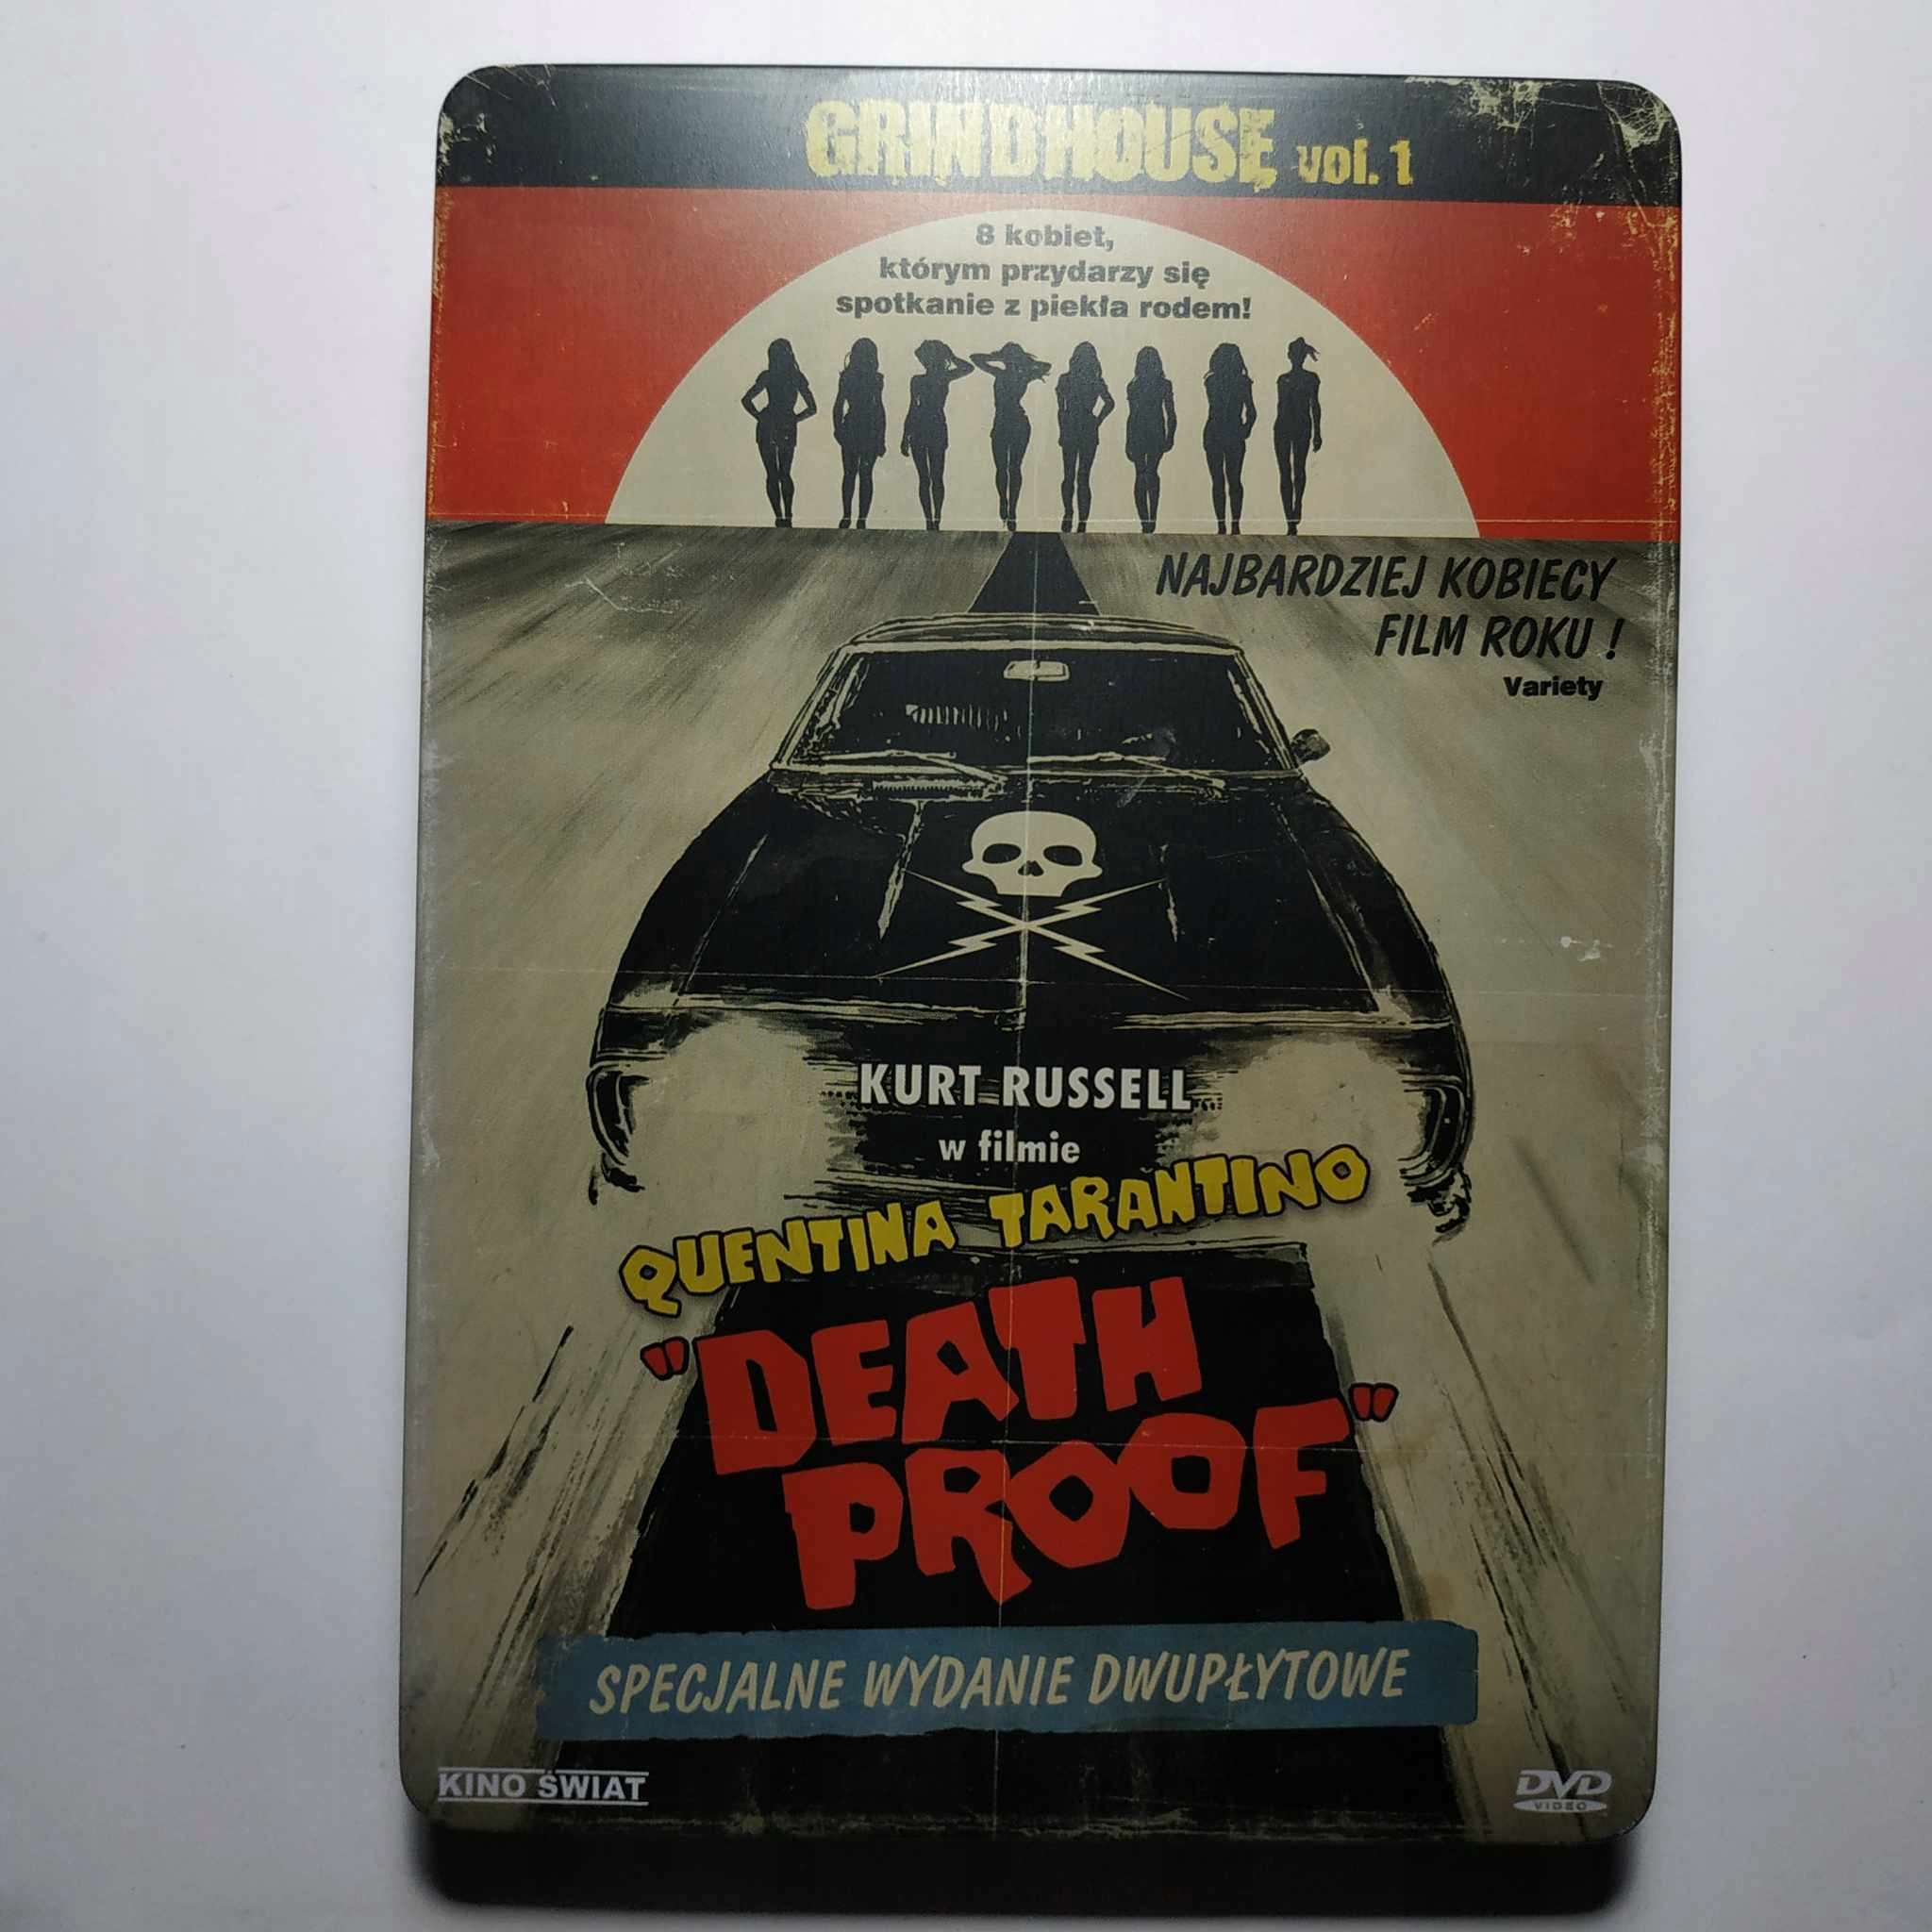 GRINDHOUSE vol. 1
8 kobiet,
którym przydarzy się
spotkanie z piekła rodem!
NAJBARDZIEJ KOBIECY
FILM ROKU !
Variety
KURT RUSSELL
w filmie
QUENTINA TARANTINO
"DEATH
PROOF"
SPECJALNE WYDANIE DWUPŁYTOWE
KINO ŚWIAT
DVD
VIDEO